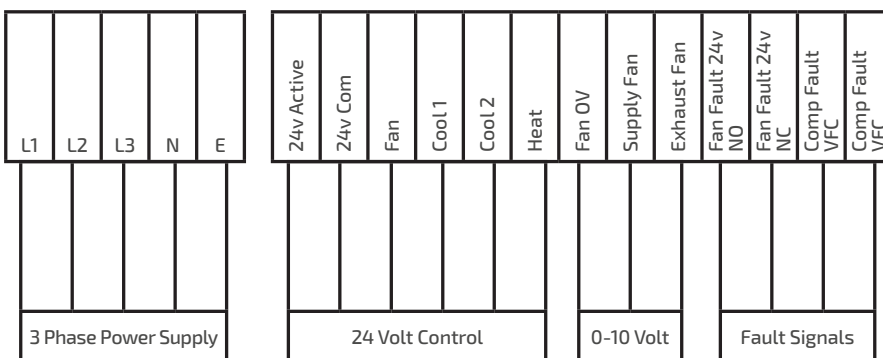 L1
L2
L3
N
E
24v Active
24v Com
Fan
Cool 1
Cool 2
Heat
Fan OV
Supply Fan
Exhaust Fan
Fan Fault 24v
NO
Fan Fault 24v
NC
Comp Fault
VFC
Comp Fault
VFC
3 Phase Power Supply
24 Volt Control
0-10 Volt
Fault Signals